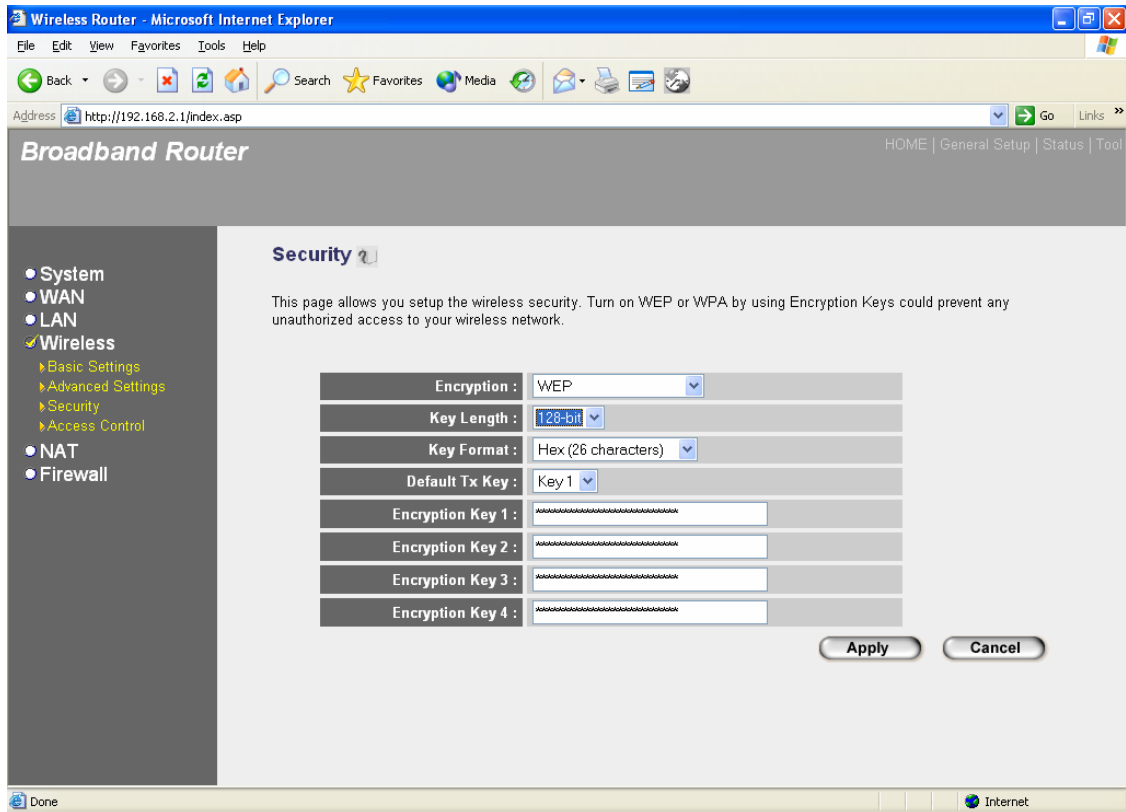 Wireless Router - Microsoft Internet Explorer
File Edit View Favorites Tools Help
Back Search Favorites Media
Address http://192.168.2.1/index.asp Go Links »
Broadband Router
HOME | General Setup | Status | Tool
System
WAN
LAN
Wireless
Basic Settings
Advanced Settings
Security
Access Control
NAT
Firewall
Security
This page allows you setup the wireless security. Turn on WEP or WPA by using Encryption Keys could prevent any
unauthorized access to your wireless network.
Encryption : WEP
Key Length : 128-bit
Key Format : Hex (26 characters)
Default Tx Key : Key 1
Encryption Key 1 : **************************
Encryption Key 2 : **************************
Encryption Key 3 : **************************
Encryption Key 4 : **************************
Apply Cancel
Done Internet